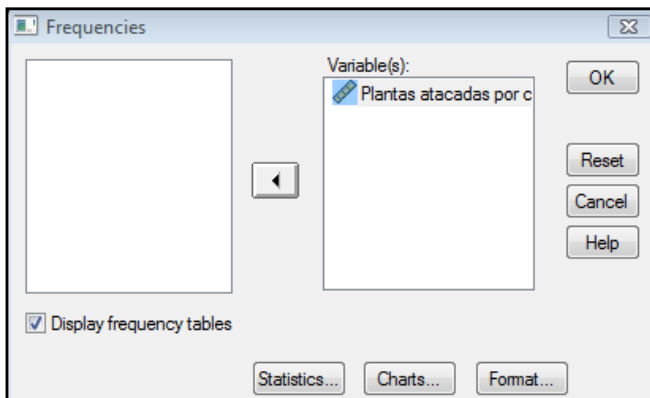 Frequencies
Variable(s):
Plantas atacadas por c
OK
Reset
Cancel
Help
Display frequency tables
Statistics...
Charts...
Format...